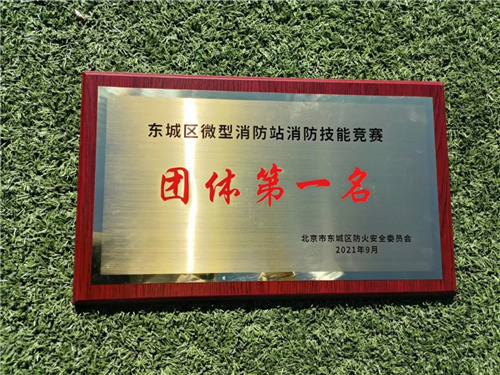 东城区微型消防站消防技能竞赛
团体第一名
北京市东城区防火安全委员会
2021年9月